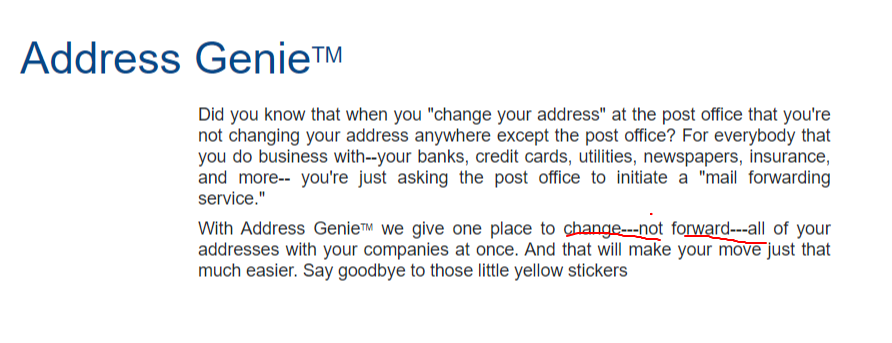 Address Genie™
Did you know that when you "change your address" at the post office that you're
not changing your address anywhere except the post office? For everybody that
you do business with--your banks, credit cards, utilities, newspapers, insurance,
and more-- you're just asking the post office to initiate a "mail forwarding
service."
With Address Genie™ we give one place to change---not forward---all of your
addresses with your companies at once. And that will make your move just that
much easier. Say goodbye to those little yellow stickers